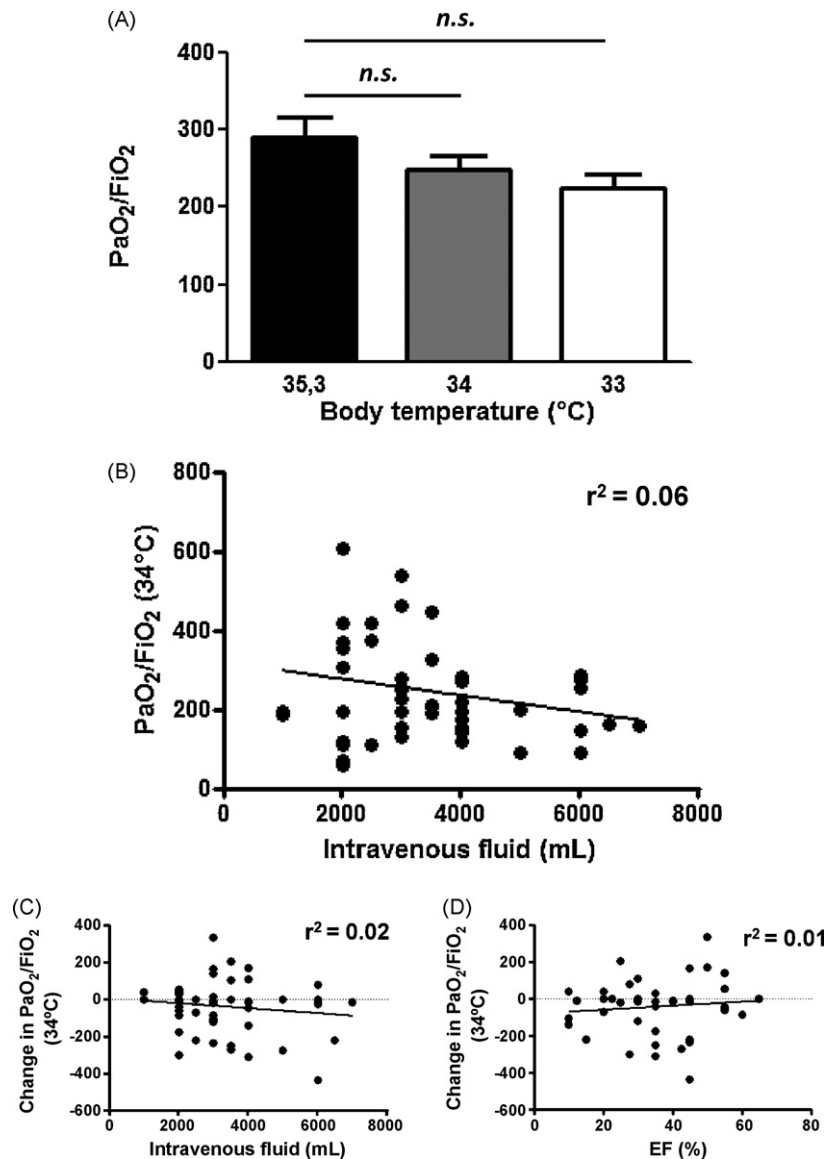 (A)
n.s.
n.s.
PaO2/FiO2
400
300
200
100
0
35,3 34 33
Body temperature (°C)
(B)
r² = 0.06
PaO2/FiO2 (34°C)
800
600
400
200
0
0 2000 4000 6000 8000
Intravenous fluid (mL)
(C)
r² = 0.02
Change in PaO2/FiO2
(34ºC)
400
200
0
-200
-400
-600
0 2000 4000 6000 8000
Intravenous fluid (mL)
(D)
r² = 0.01
Change in PaO2/FiO2
(34ºC)
400
200
0
-200
-400
-600
0 20 40 60 80
EF (%)